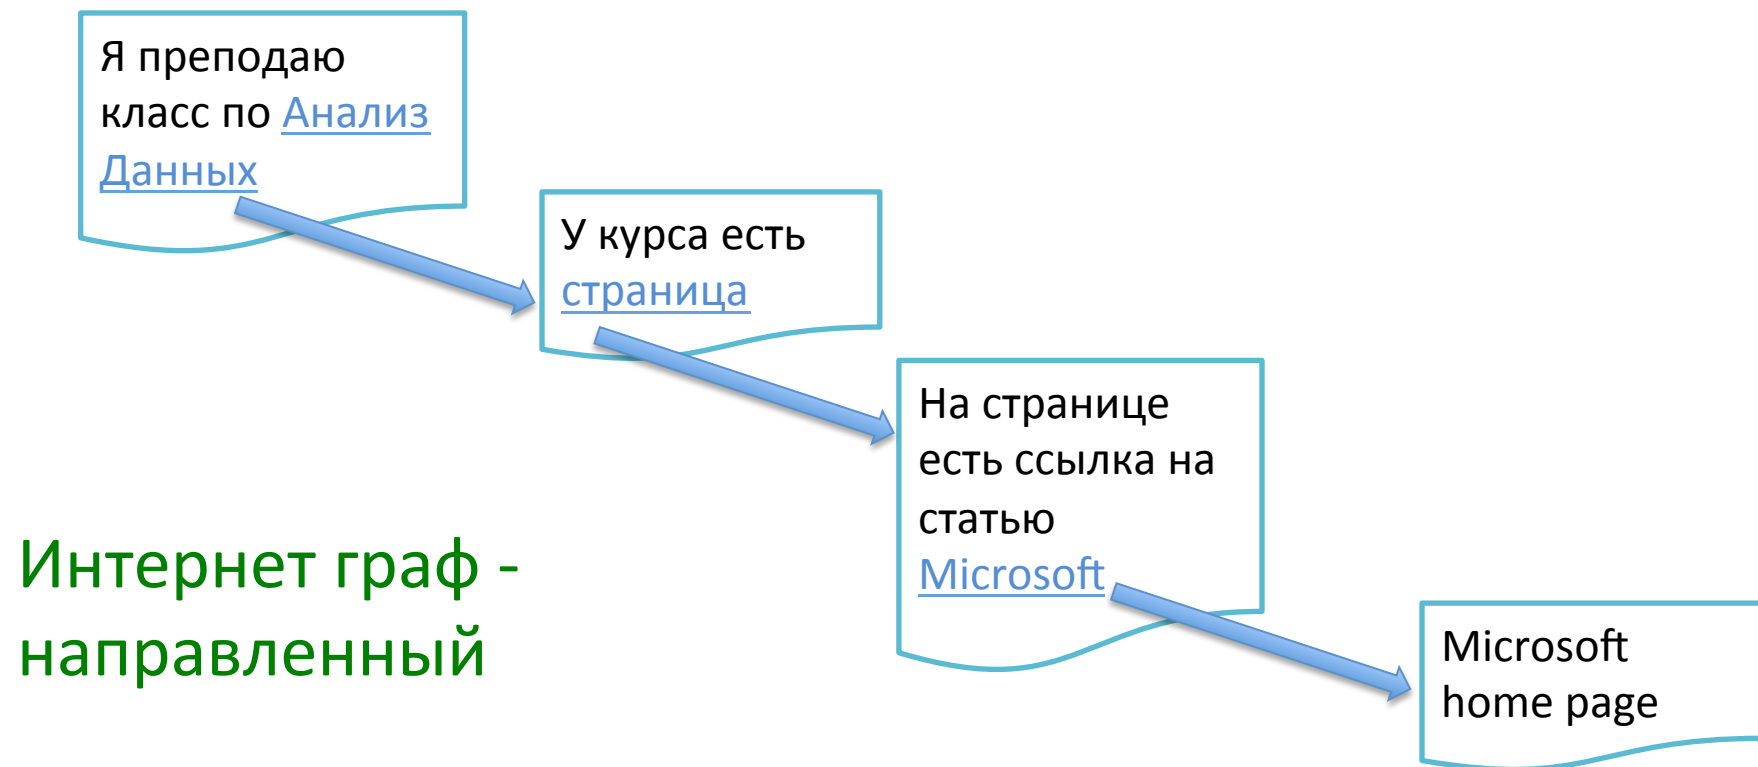 Я преподаю
класс по Анализ
Данных
У курса есть
страница
На странице
есть ссылка на
статью
Microsoft
Интернет граф -
направленный
Microsoft
home page